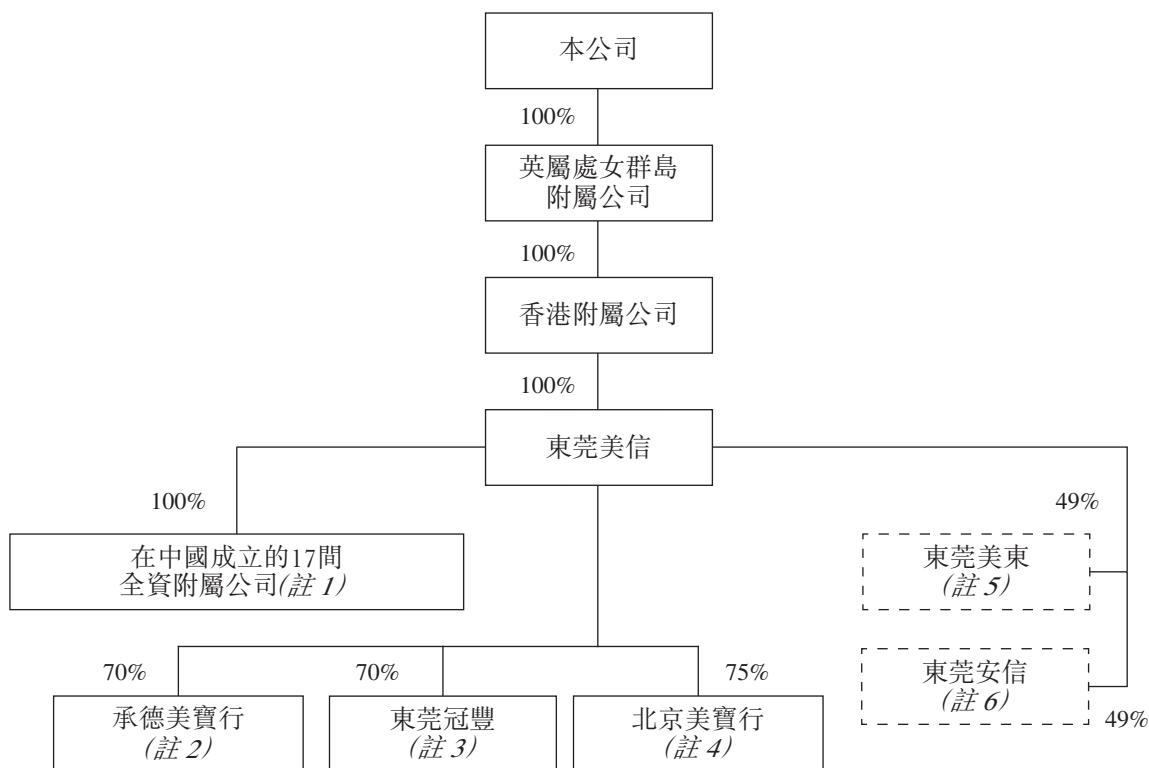 本公司
100%
英屬處女群島
附屬公司
100%
香港附屬公司
100%
東莞美信
100%
在中國成立的17間
全資附屬公司(註 1)
49%
東莞美東
(註 5)
東莞安信
(註 6)
49%
70%
承德美寶行
(註 2)
70%
東莞冠豐
(註 3)
75%
北京美寶行
(註 4)